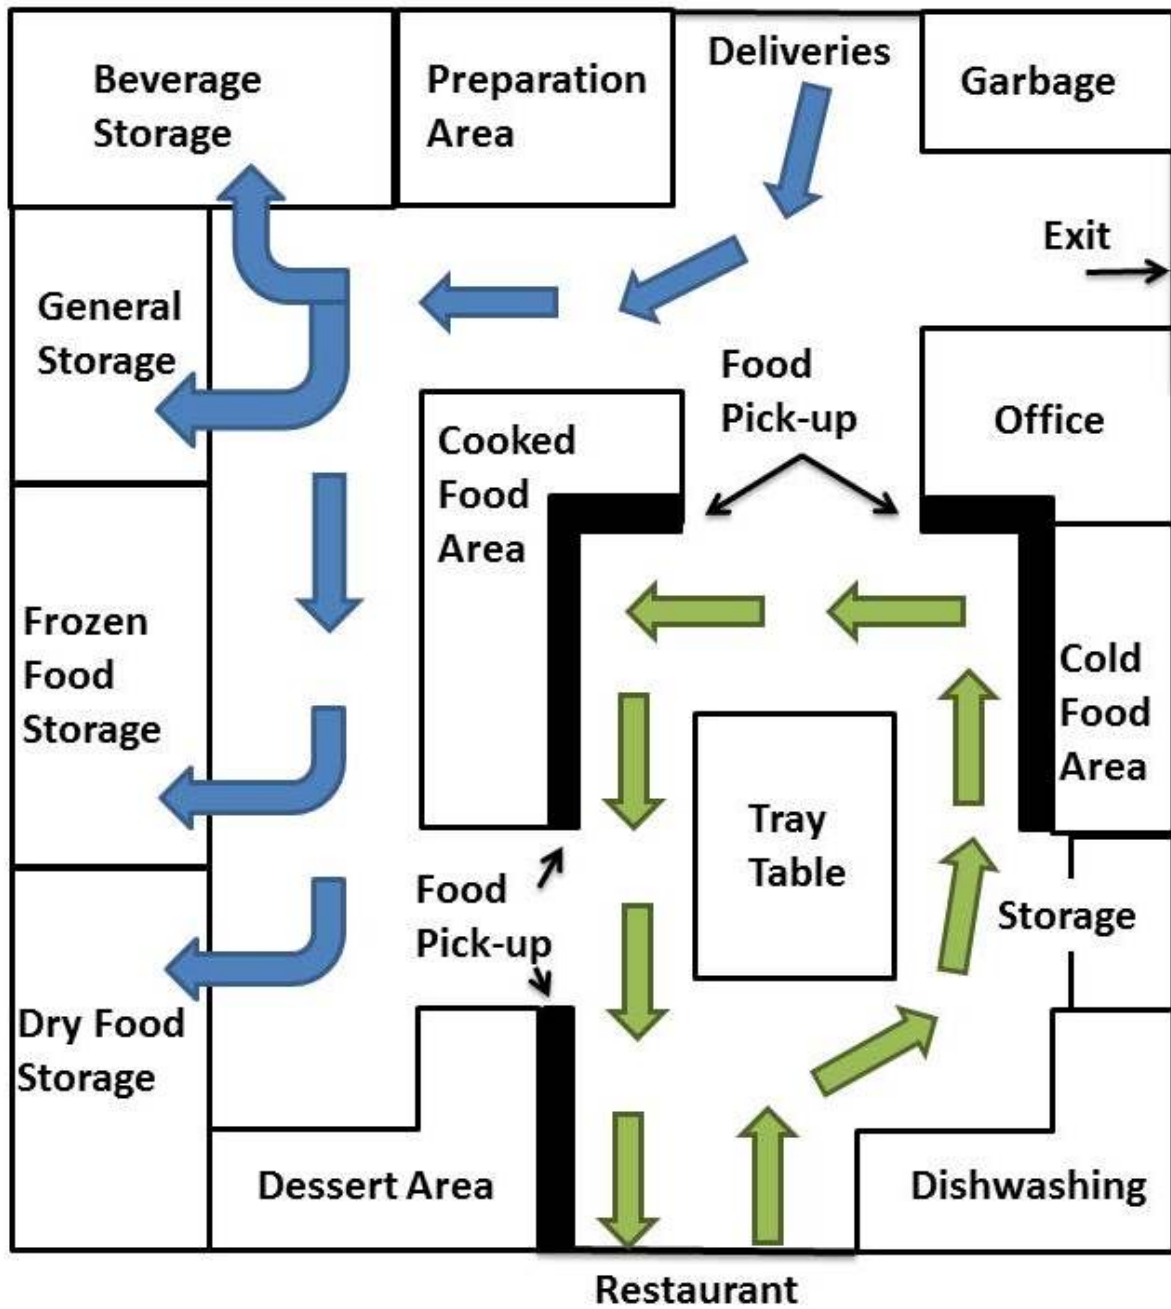 Beverage
Storage
Preparation
Area
Deliveries
Garbage
Exit
General
Storage
Food
Pick-up
Office
Cooked
Food
Area
Frozen
Food
Storage
Cold
Food
Area
Tray
Table
Food
Pick-up
Storage
Dry Food
Storage
Dessert Area
Dishwashing
Restaurant